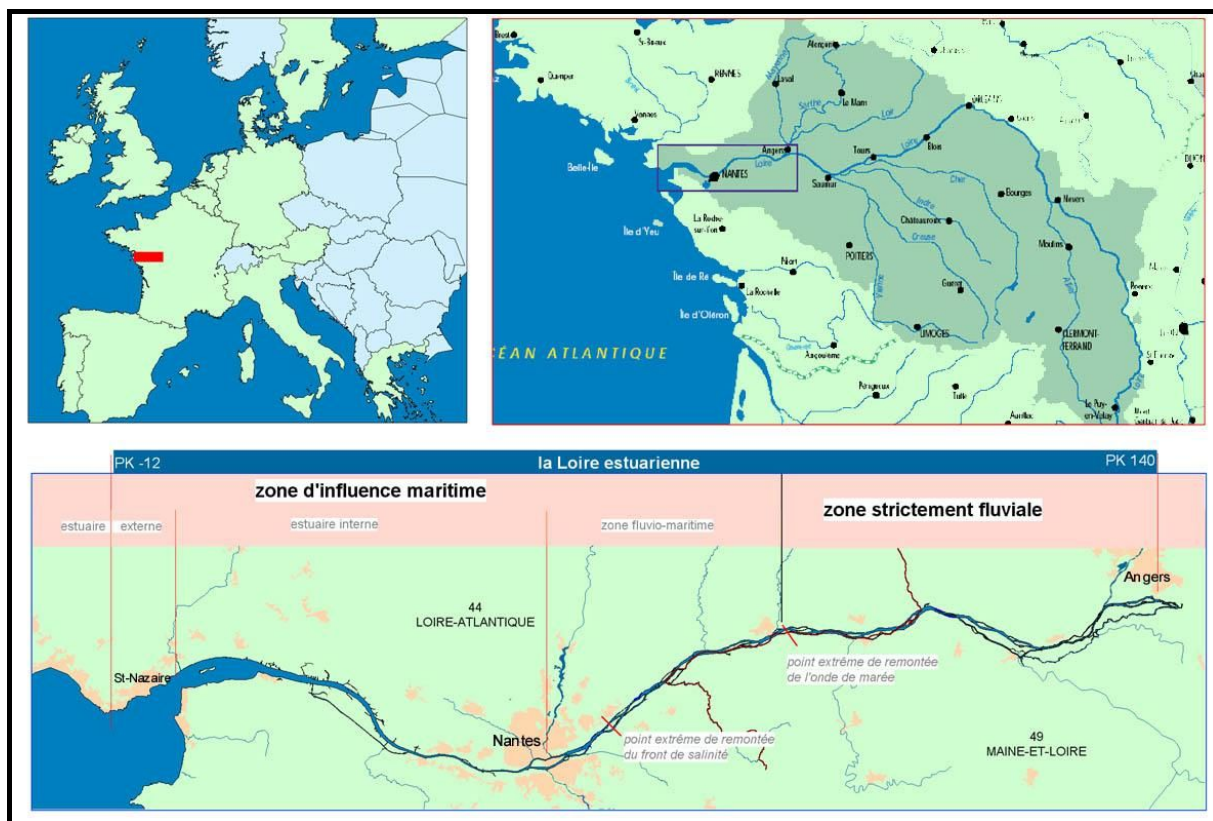 St-Brieuc
Alençon
Quimper
RENNES
Laval
Mayenne
Sarthe
Le Mans
Loir
ORLÉANS
Vannes
Belle-Île
Angers
Loire
NANTES
Tours
Loire
Blois
Saumur
Cher
Indre
Bourges
Nevers
Châteauroux
Creuse
La Roche-
sur-Yon
Île d'Yeu
POITIERS
Moulins
Allier
Niort
Vienne
Île de Ré
La Rochelle
Île d'Oléron
LIMOGES
CLERMONT-
FERRAND
Angoulême
ÉAN ATLANTIQUE
Périgueux
Tulle
Le Puy-
en-Velay
Aurillac
PK -12
la Loire estuarienne
PK 140
zone d'influence maritime
zone strictement fluviale
estuaire externe
estuaire interne
zone fluvio-maritime
Angers
44
LOIRE-ATLANTIQUE
St-Nazaire
point extrême de remontée
de l'onde de marée
Nantes
point extrême de remontée
du front de salinité
49
MAINE-ET-LOIRE